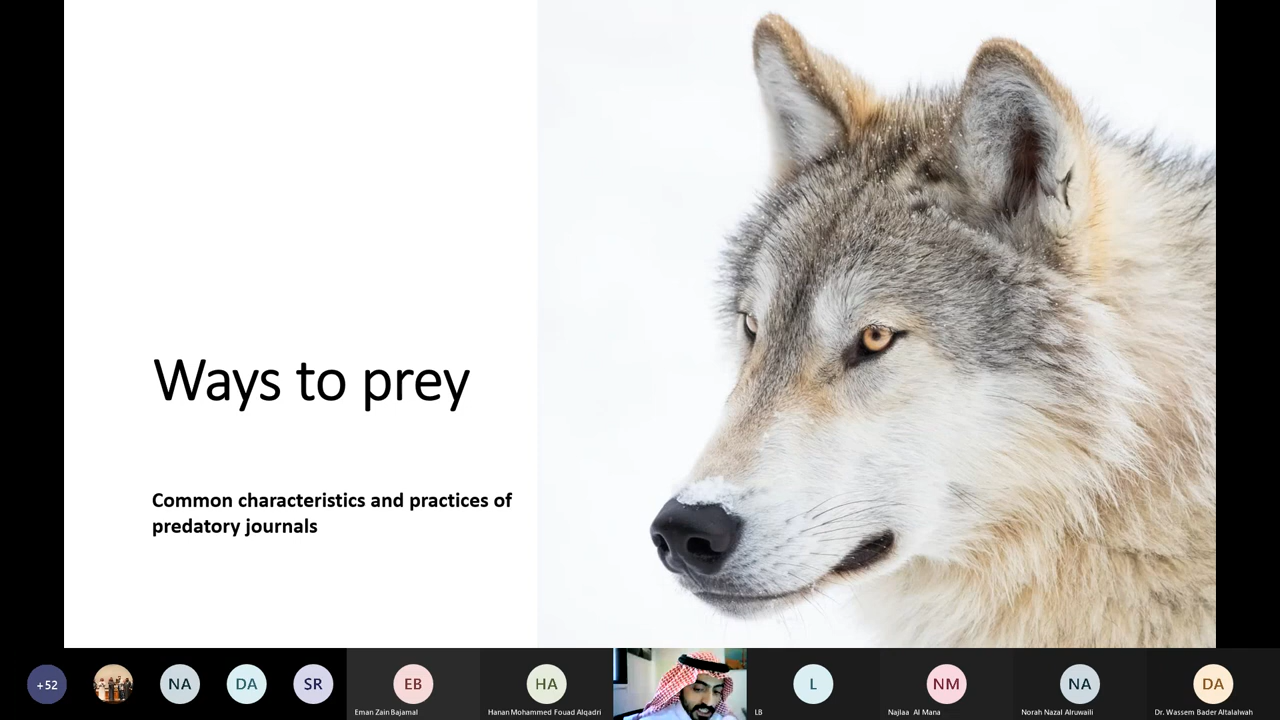 Ways to prey
Common characteristics and practices of
predatory journals
+52
NA
DA
SR
EB
Eman Zain Bajamal
HA
Hanan Mohammed Fouad Alqadri
L
LB
NM
Najlaa Al Mana
NA
Norah Nazal Alruwaili
DA
Dr. Wassem Bader Altalalwah